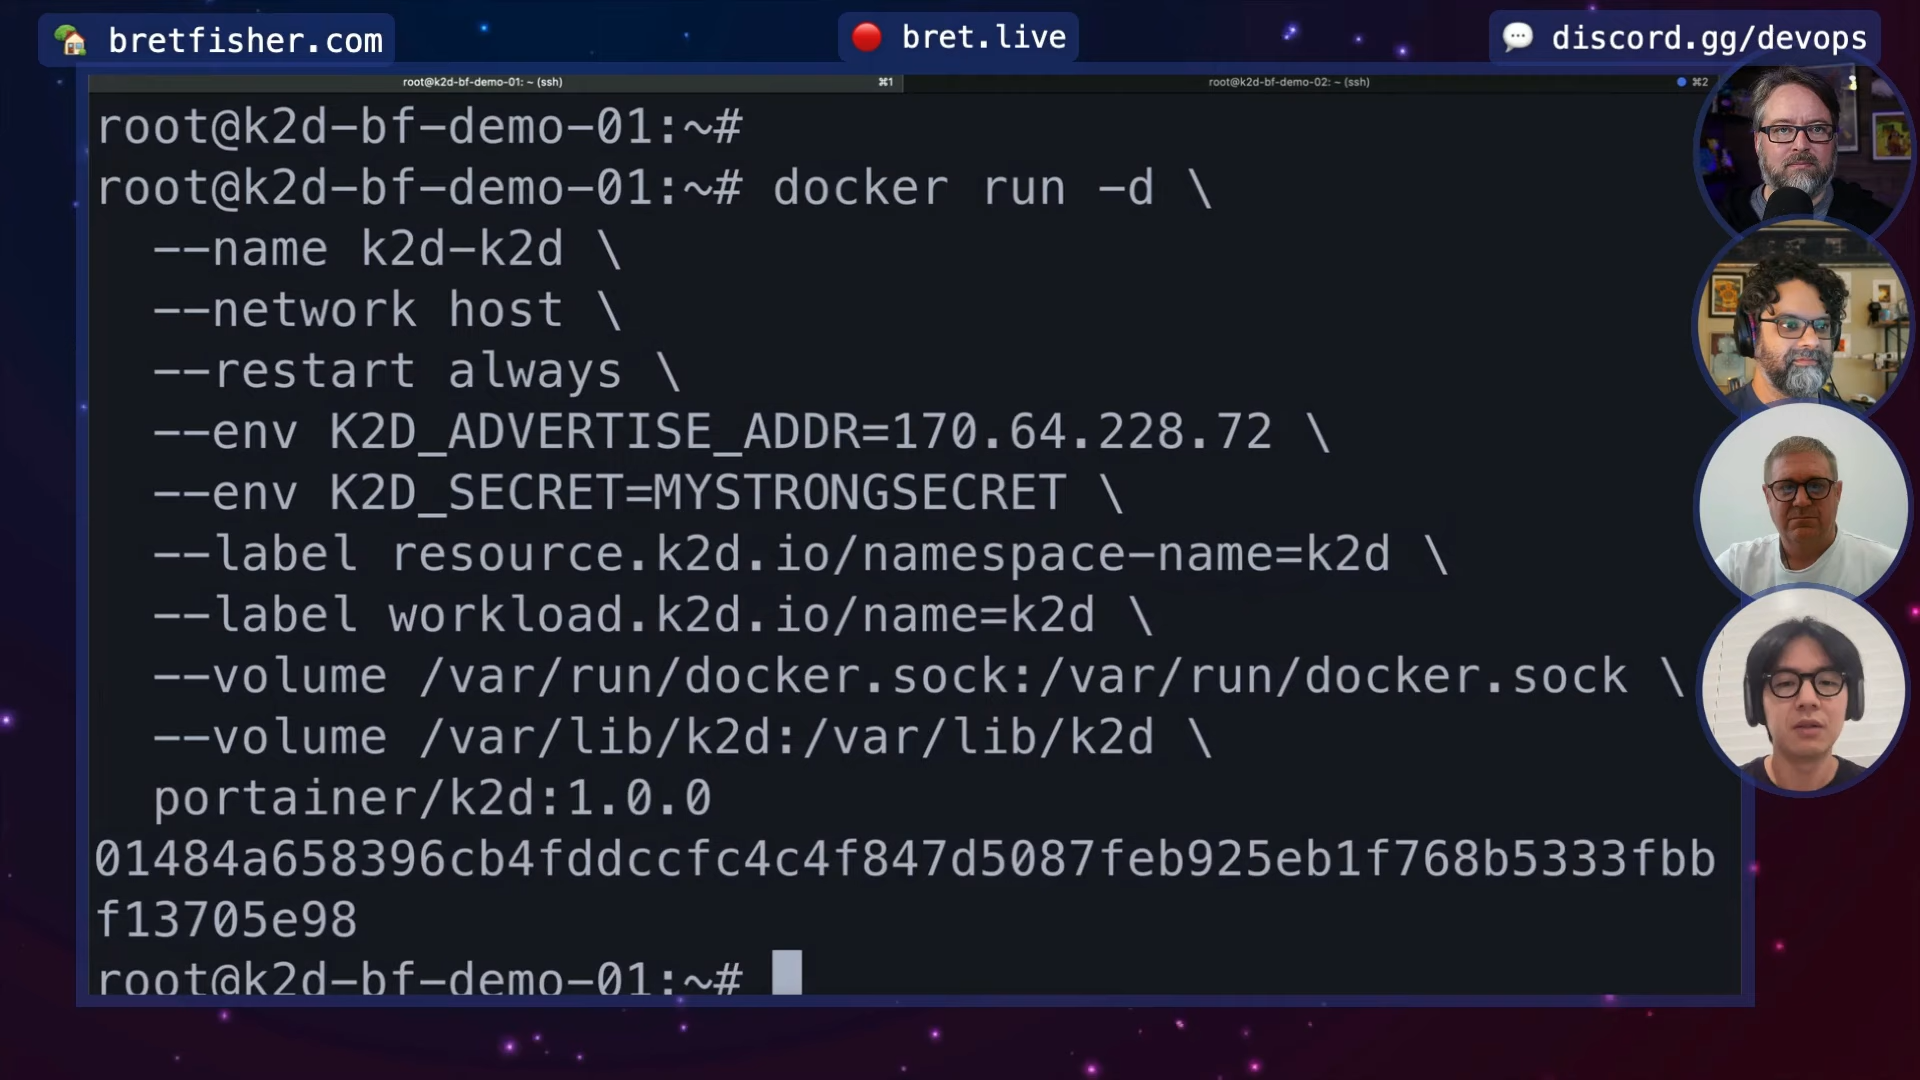 bretfisher.com
bret.live
discord.gg/devops
root@k2d-bf-demo-01: ~ (ssh)
⌘1
root@k2d-bf-demo-02: ~ (ssh)
⌘2
root@k2d-bf-demo-01:~#
root@k2d-bf-demo-01:~# docker run -d \
--name k2d-k2d \
--network host \
--restart always \
--env K2D_ADVERTISE_ADDR=170.64.228.72 \
--env K2D_SECRET=MYSTRONGSECRET \
--label resource.k2d.io/namespace-name=k2d \
--label workload.k2d.io/name=k2d \
--volume /var/run/docker.sock:/var/run/docker.sock \
--volume /var/lib/k2d:/var/lib/k2d \
portainer/k2d:1.0.0
01484a658396cb4fddccfc4c4f847d5087feb925eb1f768b5333fbb
f13705e98
root@k2d-bf-demo-01:~#